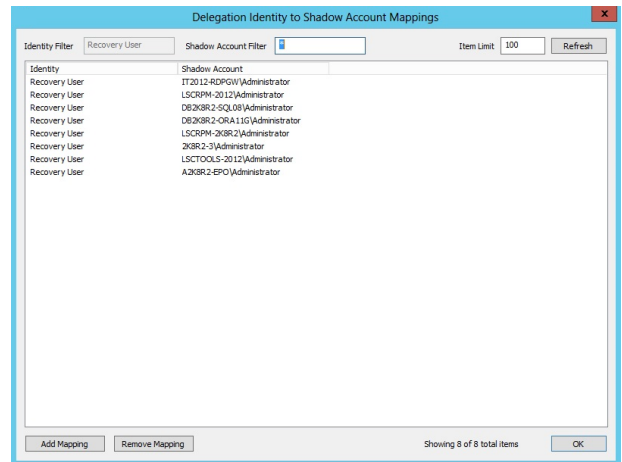 Delegation Identity to Shadow Account Mappings
x
Identity Filter Recovery User Shadow Account Filter * Item Limit 100 Refresh
Identity Shadow Account
Recovery User IT2012-RDPGW\Administrator
Recovery User LSCRPM-2012\Administrator
Recovery User DB2K8R2-SQL08\Administrator
Recovery User DB2K8R2-ORA11G\Administrator
Recovery User LSCRPM-2K8R2\Administrator
Recovery User 2K8R2-3\Administrator
Recovery User LSCTOOLS-2012\Administrator
Recovery User A2K8R2-EPO\Administrator
Add Mapping Remove Mapping Showing 8 of 8 total items OK